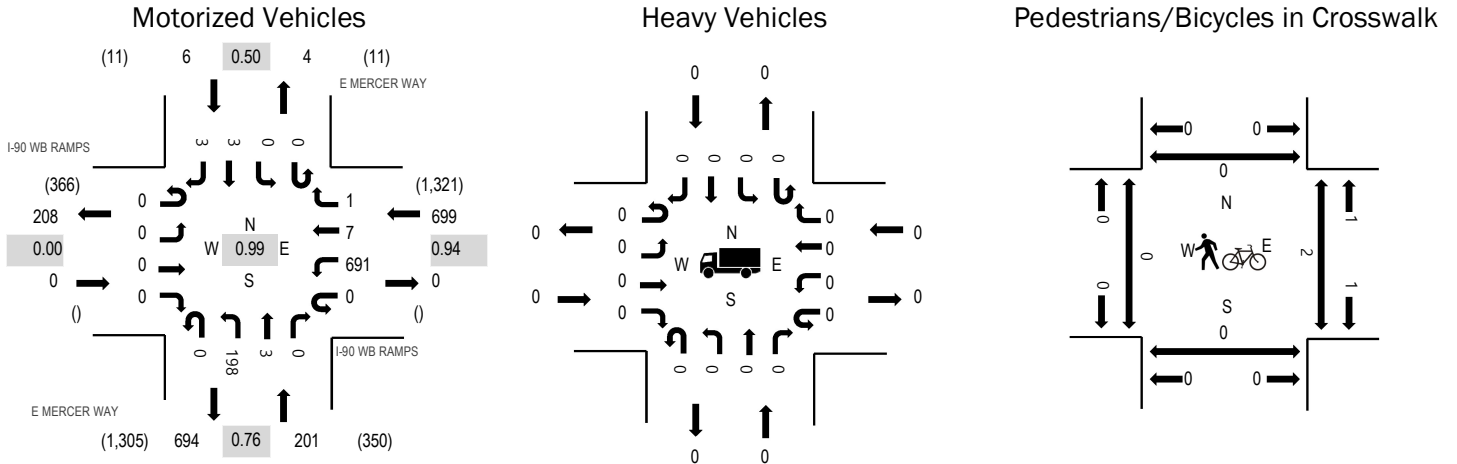 Motorized Vehicles
(11) 6 0.50 4 (11)
E MERCER WAY
I-90 WB RAMPS
3 3 0 0
(366)
208
0.00
0
()
0
0
0
0
N
W 0.99 E
S
1
7
691
0
(1,321)
699
0.94
0
()
0 198 3 0
I-90 WB RAMPS
E MERCER WAY
(1,305) 694 0.76 201 (350)
Heavy Vehicles
0 0
0 0 0 0
0
0
0
0
0
0
N
W E
S
0
0
0
0
0
0
0 0 0 0
0 0
Pedestrians/Bicycles in Crosswalk
0 0
0
N
0
0
0
W E
S
2
1
1
0
0 0